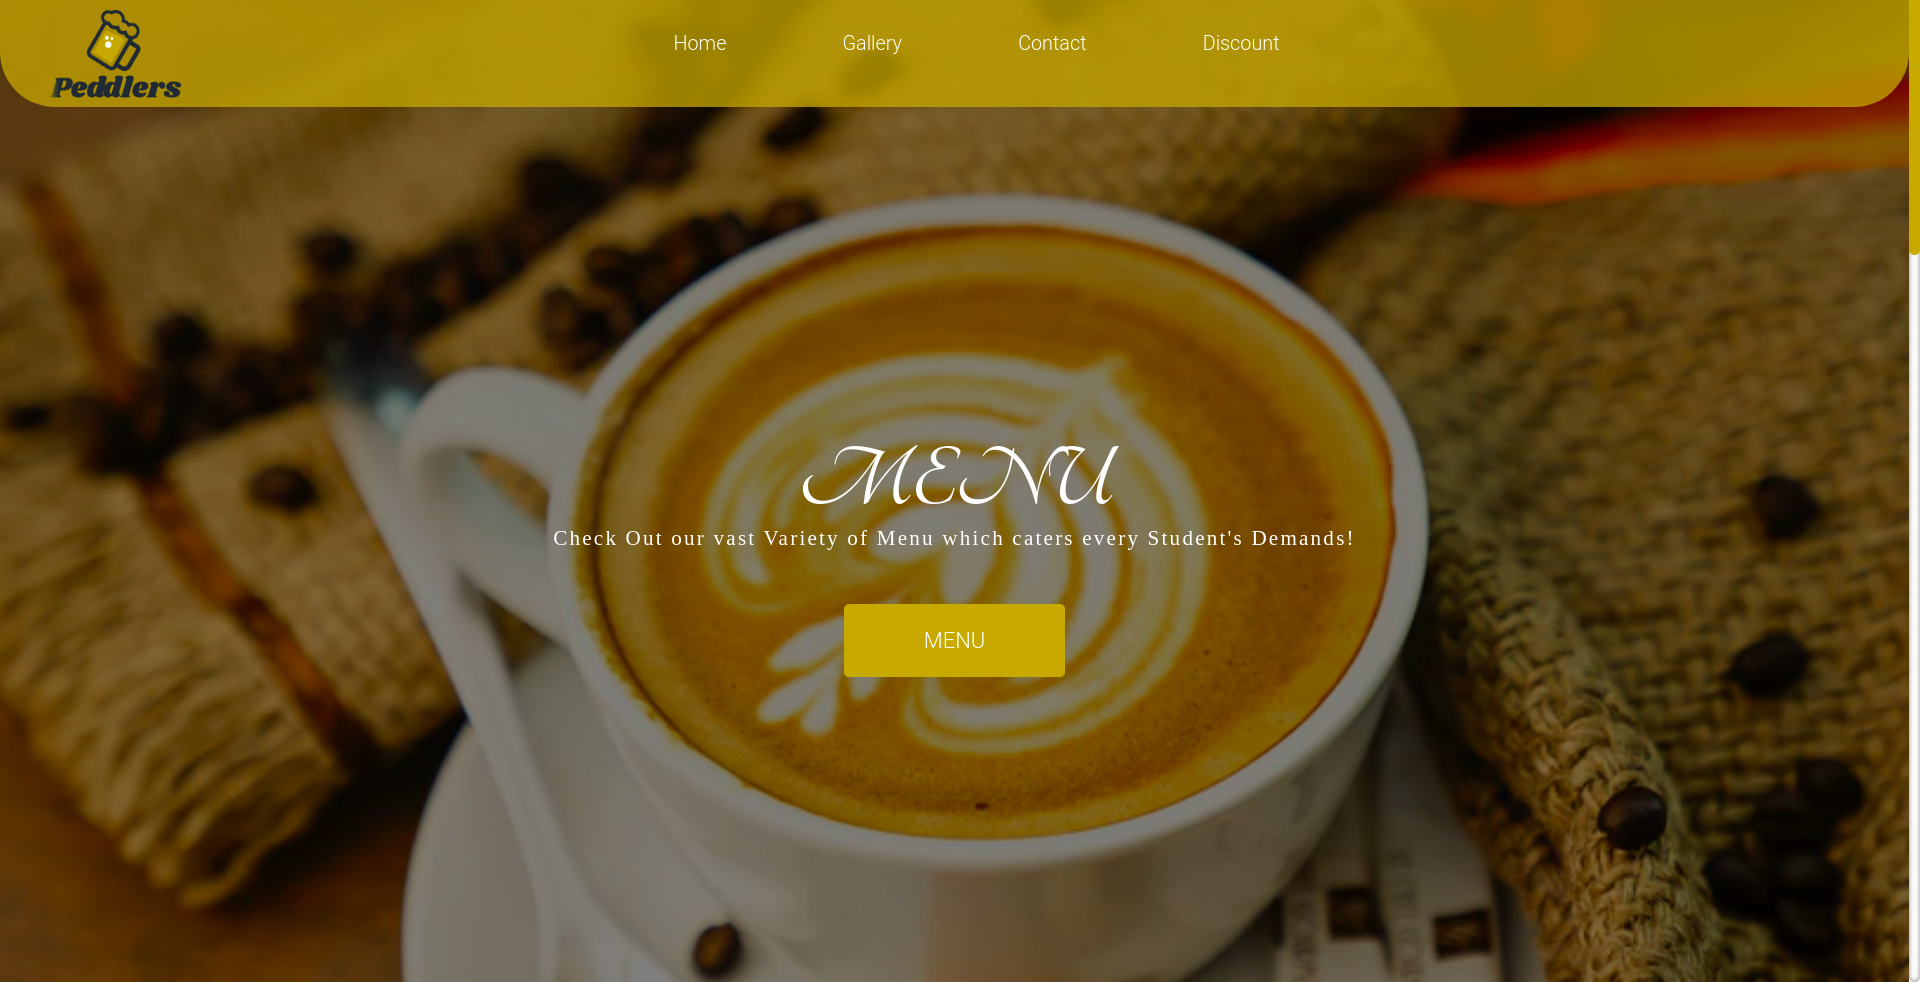 Peddlers
Home
Gallery
Contact
Discount
MENU
Check Out our vast Variety of Menu which caters every Student's Demands!
MENU